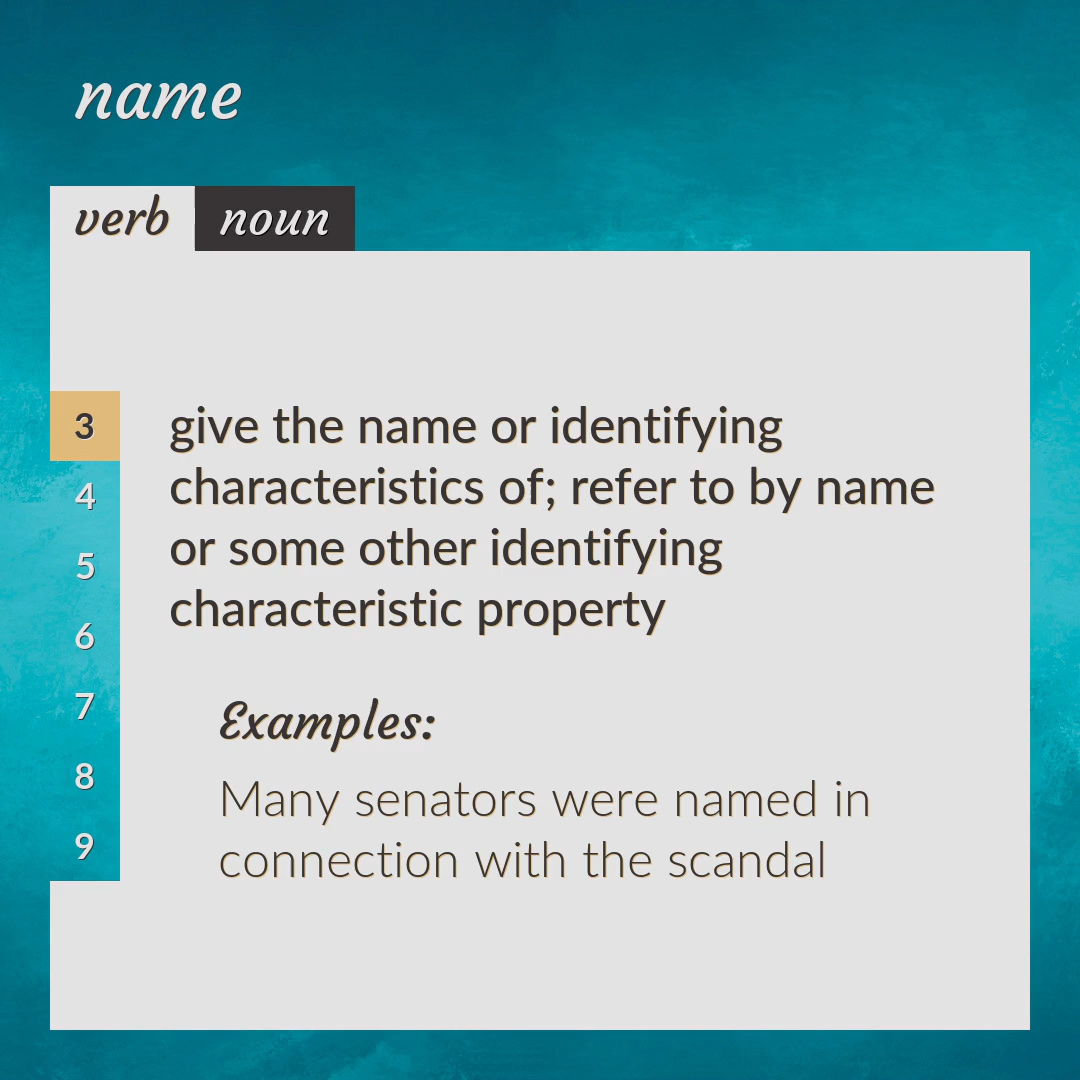 name
verb noun
3
give the name or identifying
characteristics of; refer to by name
or some other identifying
characteristic property
4
5
6
7
8
9
Examples:
Many senators were named in
connection with the scandal